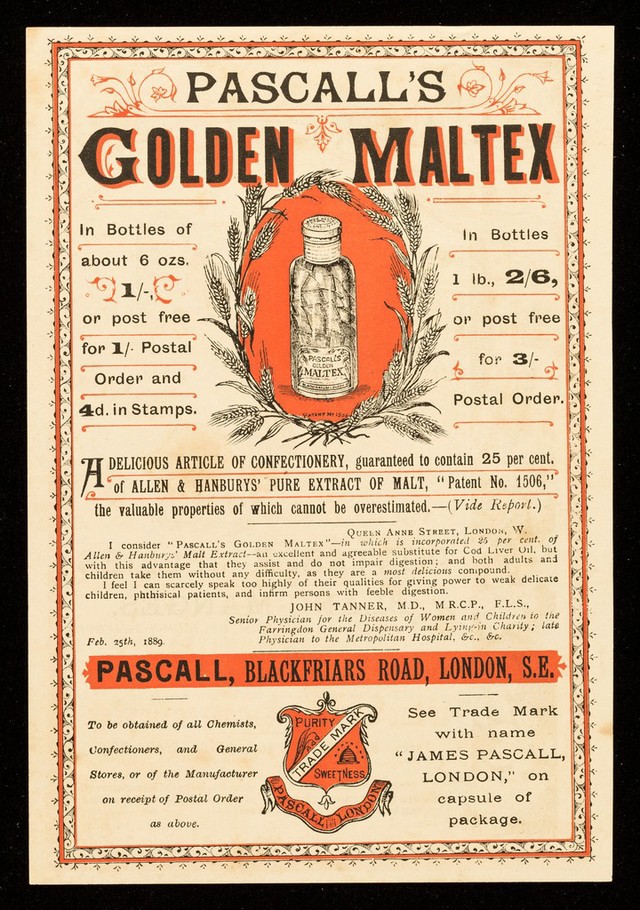 PASCALL'S
GOLDEN MALTEX
In Bottles of
about 6 ozs.
1/-,
or post free
for 1/- Postal
Order and
4d. in Stamps.
In Bottles
1 lb., 2/6,
or post free
for 3/-
Postal Order.
PASCALL'S
GOLDEN
MALTEX
PATENT No 1506
A DELICIOUS ARTICLE OF CONFECTIONERY, guaranteed to contain 25 per cent.
of ALLEN & HANBURYS' PURE EXTRACT OF MALT, "Patent No. 1506,"
the valuable properties of which cannot be overestimated.—(Vide Report.)
QUEEN ANNE STREET, LONDON, W.
I consider "PASCALL'S GOLDEN MALTEX"—in which is incorporated 25 per cent. of
Allen & Hanburys' Malt Extract—an excellent and agreeable substitute for Cod Liver Oil, but
with this advantage that they assist and do not impair digestion; and both adults and
children take them without any difficulty, as they are a most delicious compound.
I feel I can scarcely speak too highly of their qualities for giving power to weak delicate
children, phthisical patients, and infirm persons with feeble digestion.
JOHN TANNER, M.D., M R.C.P., F.L.S.,
Senior Physician for the Diseases of Women and Children to the
Farringdon General Dispensary and Lying-in Charity; late
Feb. 25th, 1889. Physician to the Metropolitan Hospital, &c., &c.
PASCALL, BLACKFRIARS ROAD, LONDON, S.E.
To be obtained of all Chemists,
Confectioners, and General
Stores, or of the Manufacturer
on receipt of Postal Order
as above.
PURITY
TRADE MARK
SWEETNESS
PASCALL LONDON
See Trade Mark
with name
"JAMES PASCALL,
LONDON," on
capsule of
package.